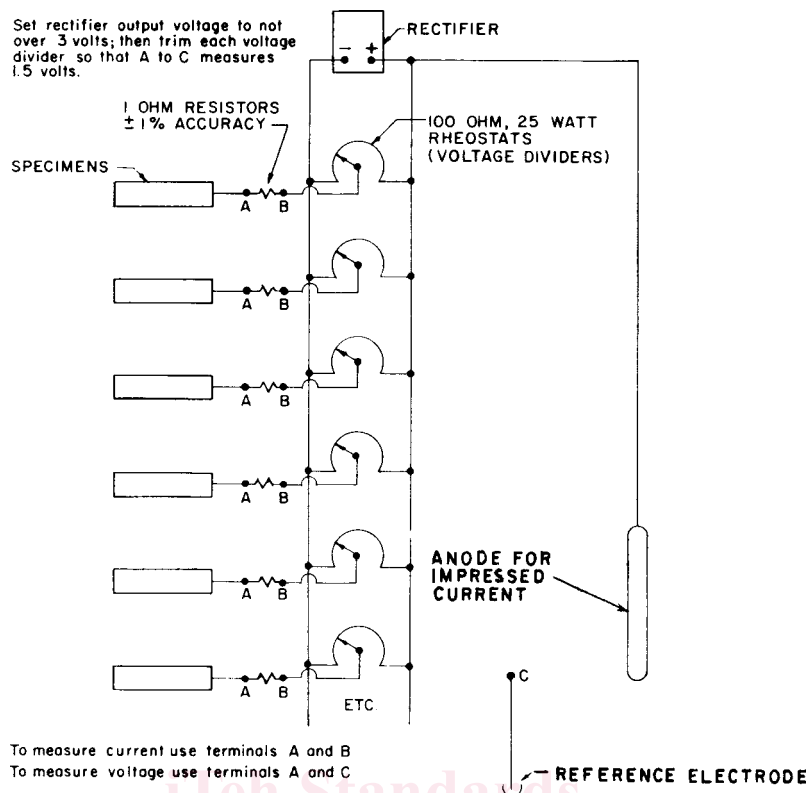 Set rectifier output voltage to not
over 3 volts; then trim each voltage
divider so that A to C measures
1.5 volts.
- +
RECTIFIER
1 OHM RESISTORS
± 1% ACCURACY
100 OHM, 25 WATT
RHEOSTATS
(VOLTAGE DIVIDERS)
SPECIMENS
A B
A B
A B
A B
A B
A B
ANODE FOR
IMPRESSED
CURRENT
C
ETC.
To measure current use terminals A and B
To measure voltage use terminals A and C
REFERENCE ELECTRODE
iTeh Standards